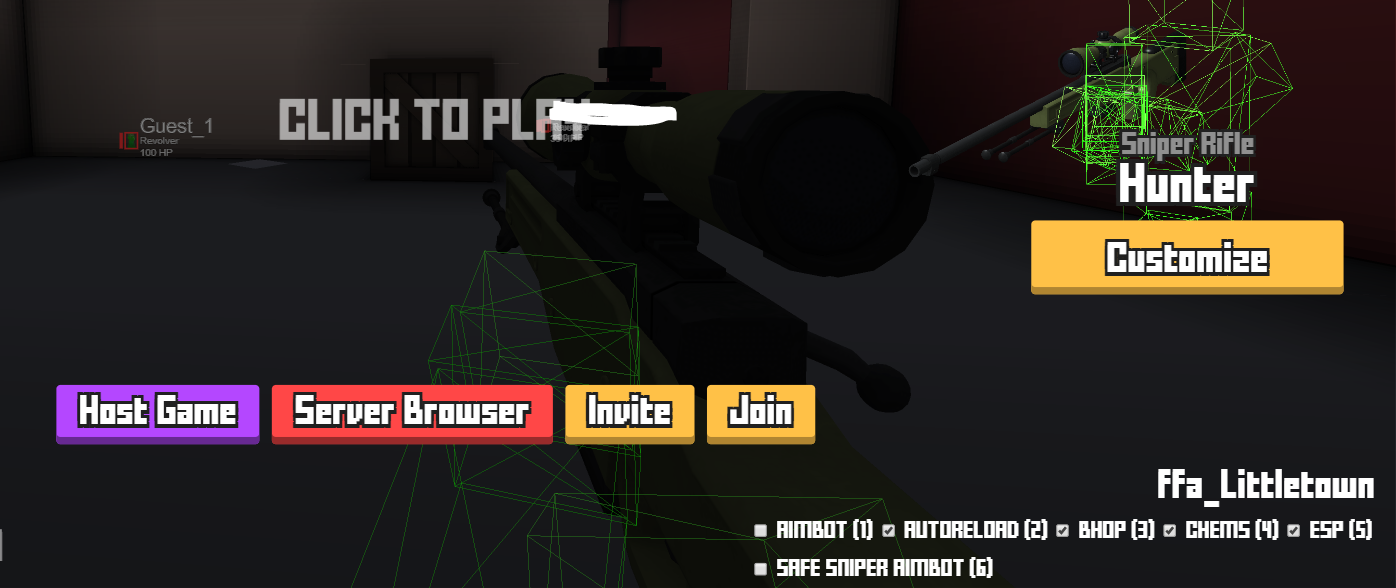 Guest_1
Revolver
100 HP
CLICK TO PLAY
Sniper Rifle
Hunter
Customize
Host Game
Server Browser
Invite
Join
ffa_Littletown
AIMBOT (1) AUTORELOAD (2) BHOP (3) CHEMS (4) ESP (5)
SAFE SNIPER AIMBOT (6)